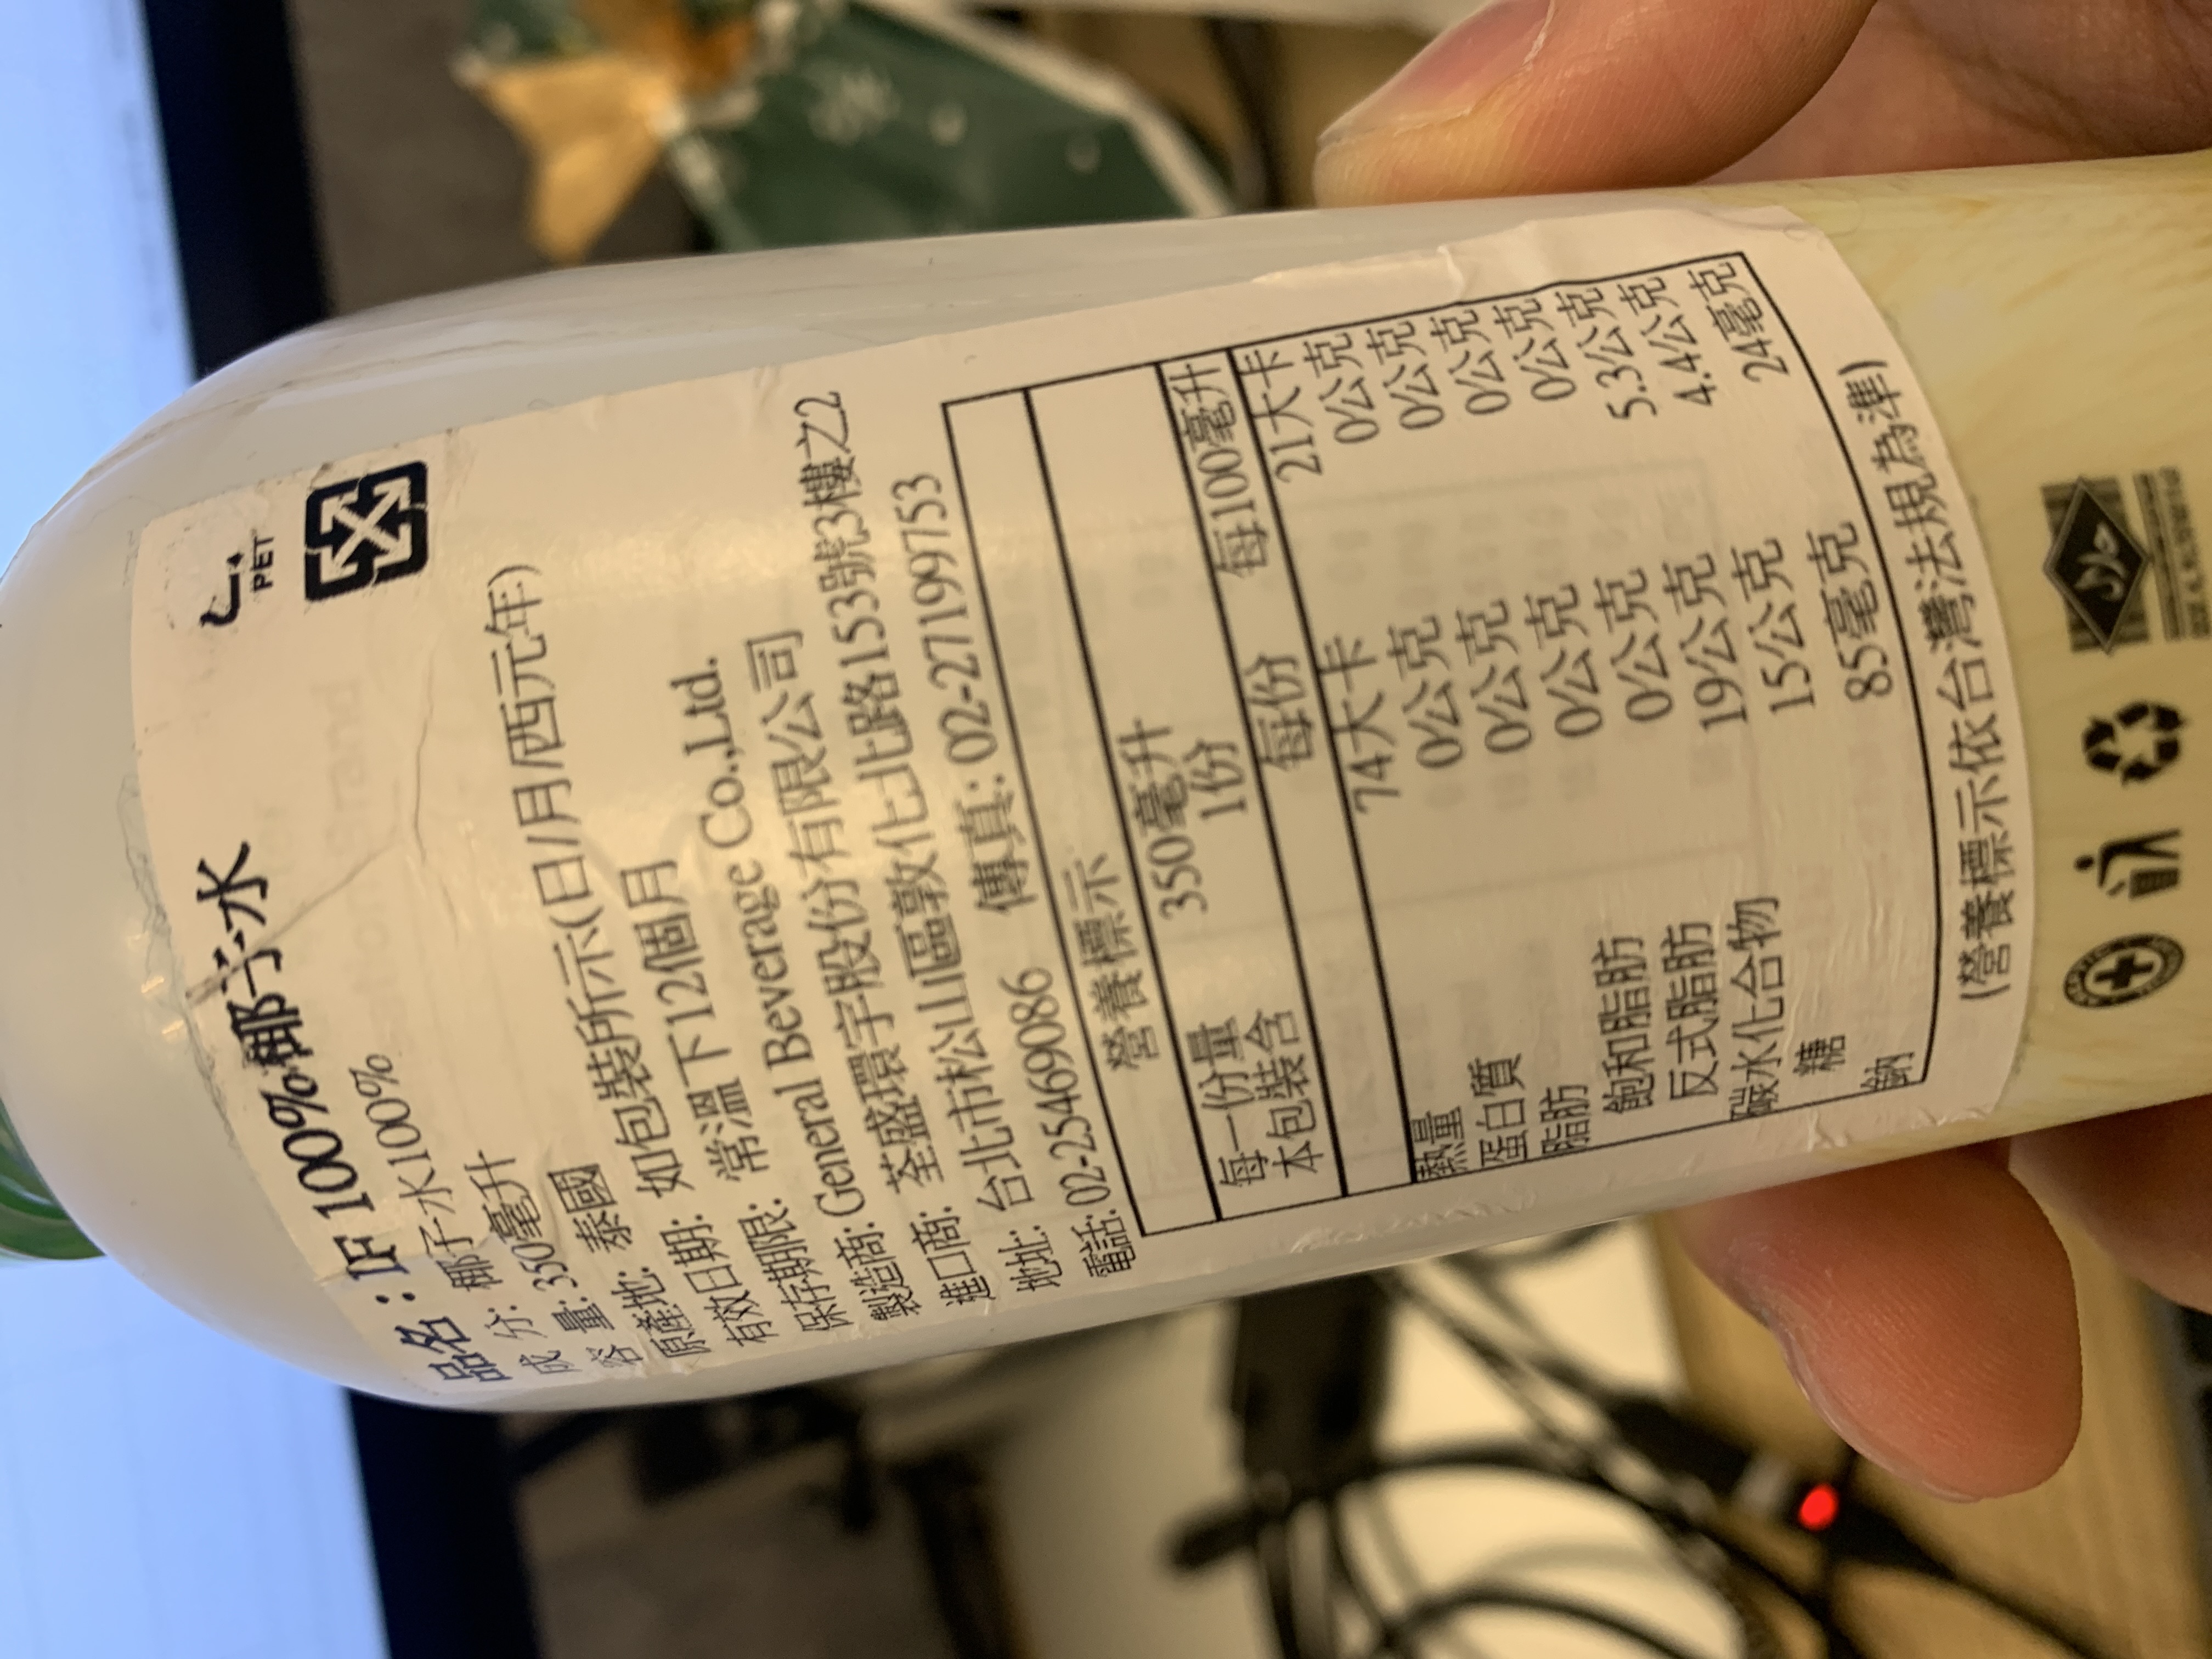 PET
品名：IF 100%椰子水
成 分: 椰子水100%
容 量: 350毫升
原產地: 泰國
有效日期: 如包裝所示(日/月/西元年)
保存期限: 常溫下12個月
製造商: General Beverage Co.,Ltd.
進口商: 荃盛環宇股份有限公司
地址: 台北市松山區敦化北路153號3樓之2
電話: 02-25469086 傳真: 02-27199753
營養標示
每一份量 350毫升
本包裝含 1份
每份 每100毫升
熱量 74大卡 21大卡
蛋白質 0公克 0公克
脂肪 0公克 0公克
飽和脂肪 0公克 0公克
反式脂肪 0公克 0公克
碳水化合物 19公克 5.3公克
糖 15公克 4.4公克
鈉 85毫克 24毫克
(營養標示依台灣法規為準)
حلال